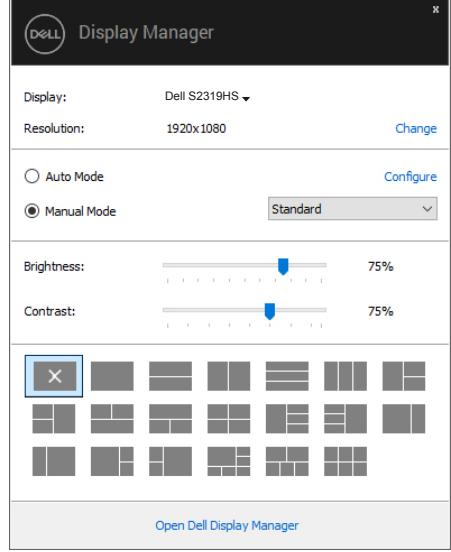 x
DELL Display Manager
Display: Dell S2319HS
Resolution: 1920x1080 Change
Auto Mode Configure
Manual Mode Standard
Brightness: 75%
Contrast: 75%
Open Dell Display Manager